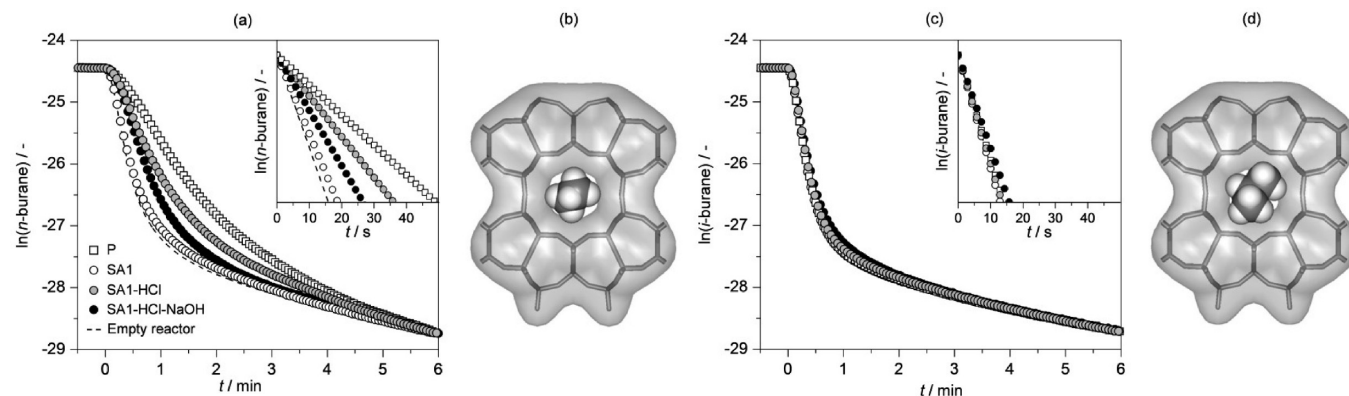 (a)
(b)
(c)
(d)
-24
-25
-26
-27
-28
-29
ln(n-burane) / -
0 1 2 3 4 5 6
t / min
P
SA1
SA1-HCl
SA1-HCl-NaOH
Empty reactor
ln(n-burane) / -
0 10 20 30 40
t / s
-24
-25
-26
-27
-28
-29
ln(i-burane) / -
0 1 2 3 4 5 6
t / min
ln(i-burane) / -
0 10 20 30 40
t / s